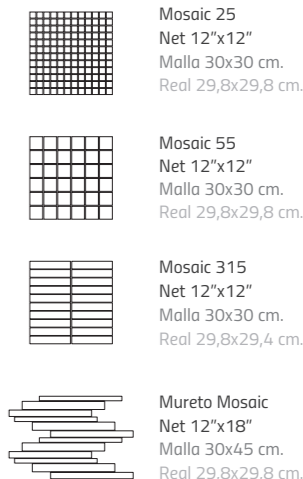 Mosaic 25
Net 12"x12"
Malla 30x30 cm.
Real 29,8x29,8 cm.
Mosaic 55
Net 12"x12"
Malla 30x30 cm.
Real 29,8x29,8 cm.
Mosaic 315
Net 12"x12"
Malla 30x30 cm.
Real 29,8x29,4 cm.
Mureto Mosaic
Net 12"x18"
Malla 30x45 cm.
Real 29,8x29,8 cm.